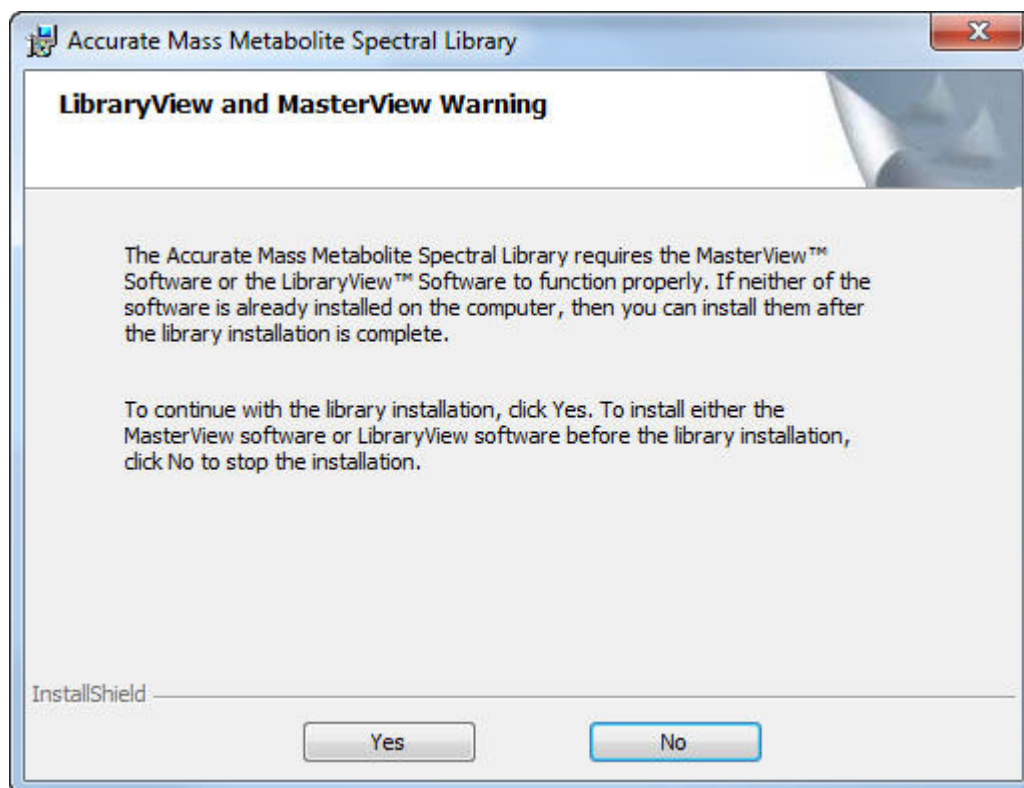 Accurate Mass Metabolite Spectral Library
LibraryView and MasterView Warning
The Accurate Mass Metabolite Spectral Library requires the MasterView™
Software or the LibraryView™ Software to function properly. If neither of the
software is already installed on the computer, then you can install them after
the library installation is complete.
To continue with the library installation, click Yes. To install either the
MasterView software or LibraryView software before the library installation,
click No to stop the installation.
InstallShield
Yes
No